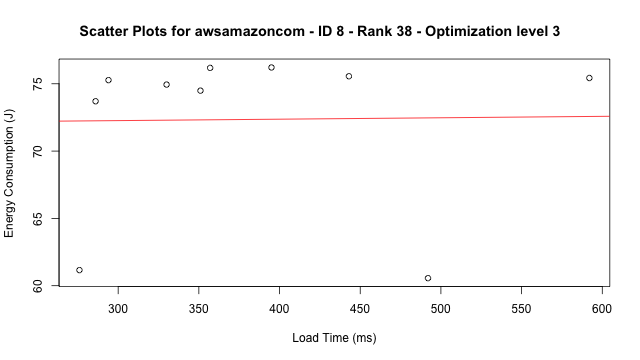 Scatter Plots for awsamazoncom - ID 8 - Rank 38 - Optimization level 3
Energy Consumption (J)
75
70
65
60
300 350 400 450 500 550 600
Load Time (ms)